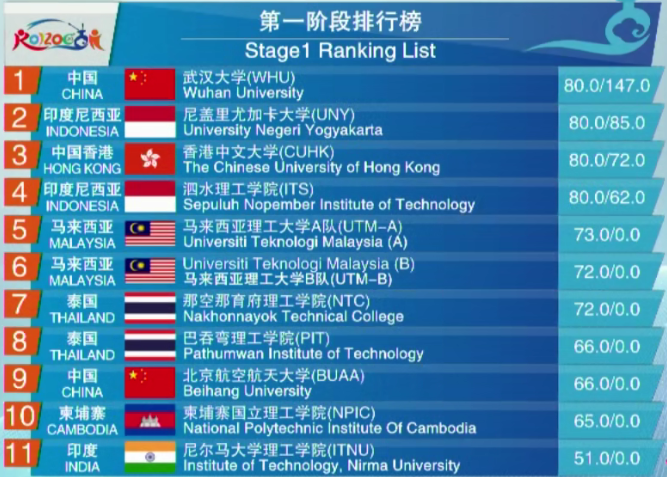 第一阶段排行榜
Stage1 Ranking List
1 中国 武汉大学(WHU) 80.0/147.0
CHINA Wuhan University
2 印度尼西亚 尼盖里尤加卡大学(UNY) 80.0/85.0
INDONESIA University Negeri Yogyakarta
3 中国香港 香港中文大学(CUHK) 80.0/72.0
HONG KONG The Chinese University of Hong Kong
4 印度尼西亚 泗水理工学院(ITS) 80.0/62.0
INDONESIA Sepuluh Nopember Institute of Technology
5 马来西亚 马来西亚理工大学A队(UTM-A) 73.0/0.0
MALAYSIA Universiti Teknologi Malaysia (A)
6 马来西亚 Universiti Teknologi Malaysia (B) 72.0/0.0
MALAYSIA 马来西亚理工大学B队(UTM-B)
7 泰国 那空那育府理工学院(NTC) 72.0/0.0
THAILAND Nakhonnayok Technical College
8 泰国 巴吞弯理工学院(PIT) 66.0/0.0
THAILAND Pathumwan Institute of Technology
9 中国 北京航空航天大学(BUAA) 66.0/0.0
CHINA Beihang University
10 柬埔寨 柬埔寨国立理工学院(NPIC) 65.0/0.0
CAMBODIA National Polytechnic Institute Of Cambodia
11 印度 尼尔马大学理工学院(ITNU) 51.0/0.0
INDIA Institute of Technology, Nirma University